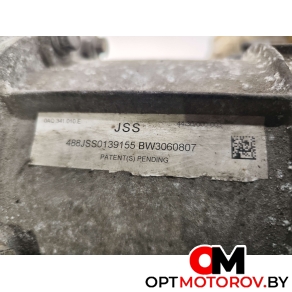 JSS
488JSS0139155 BW3060807
PATENT(S) PENDING
OPTMOTOROV.BY